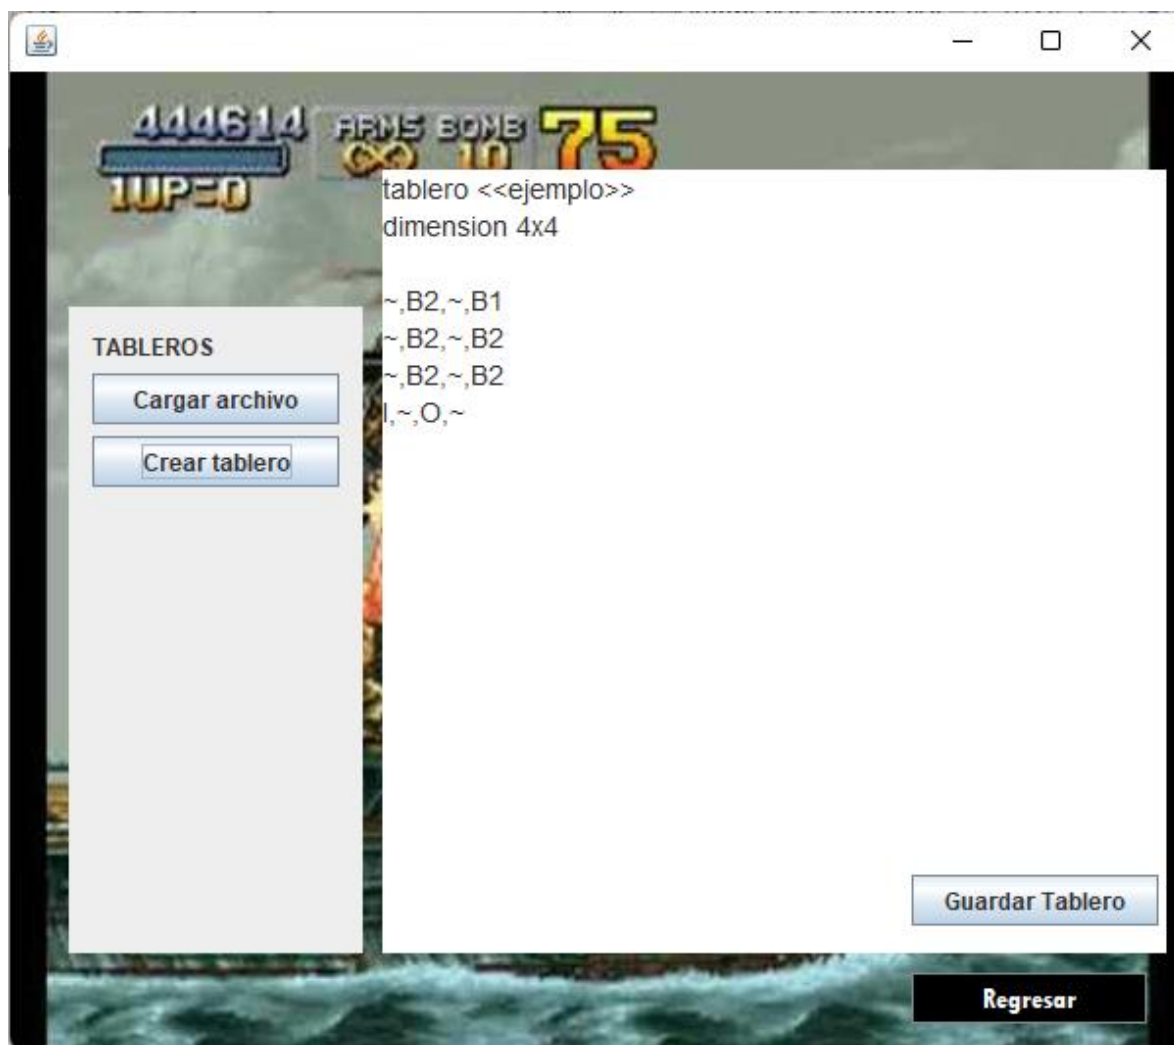 444614 ARMS BOMB 75
∞ 10
1UP=0
tablero <<ejemplo>>
dimension 4x4
~,B2,~,B1
~,B2,~,B2
~,B2,~,B2
I,~,O,~
TABLEROS
Cargar archivo
Crear tablero
Guardar Tablero
Regresar